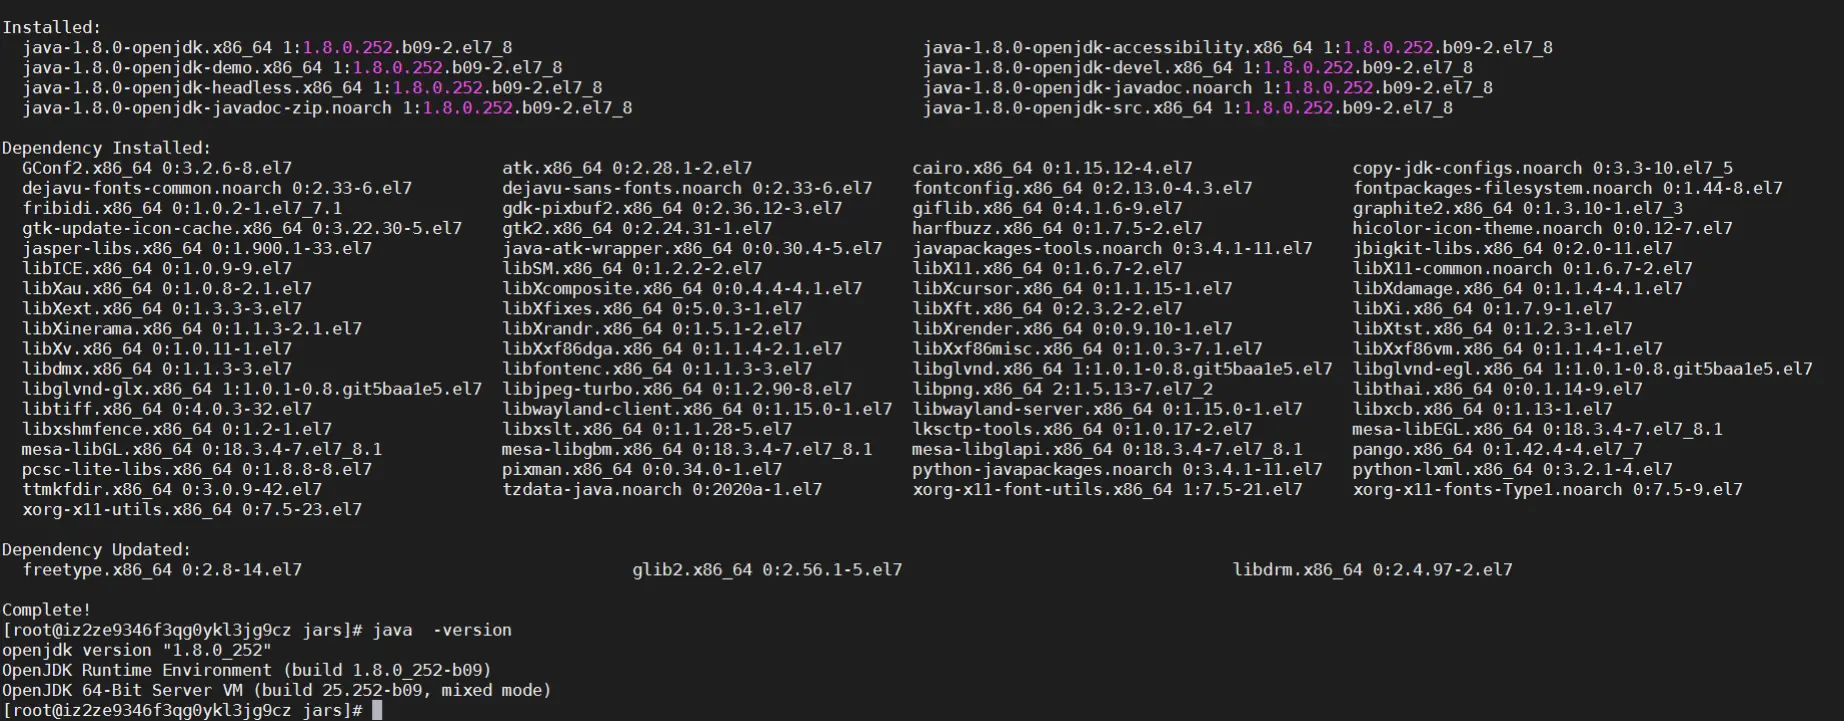 Installed:
java-1.8.0-openjdk.x86_64 1:1.8.0.252.b09-2.el7_8 java-1.8.0-openjdk-accessibility.x86_64 1:1.8.0.252.b09-2.el7_8
java-1.8.0-openjdk-demo.x86_64 1:1.8.0.252.b09-2.el7_8 java-1.8.0-openjdk-devel.x86_64 1:1.8.0.252.b09-2.el7_8
java-1.8.0-openjdk-headless.x86_64 1:1.8.0.252.b09-2.el7_8 java-1.8.0-openjdk-javadoc.noarch 1:1.8.0.252.b09-2.el7_8
java-1.8.0-openjdk-javadoc-zip.noarch 1:1.8.0.252.b09-2.el7_8 java-1.8.0-openjdk-src.x86_64 1:1.8.0.252.b09-2.el7_8
Dependency Installed:
GConf2.x86_64 0:3.2.6-8.el7 atk.x86_64 0:2.28.1-2.el7 cairo.x86_64 0:1.15.12-4.el7 copy-jdk-configs.noarch 0:3.3-10.el7_5
dejavu-fonts-common.noarch 0:2.33-6.el7 dejavu-sans-fonts.noarch 0:2.33-6.el7 fontconfig.x86_64 0:2.13.0-4.3.el7 fontpackages-filesystem.noarch 0:1.44-8.el7
fribidi.x86_64 0:1.0.2-1.el7_7.1 gdk-pixbuf2.x86_64 0:2.36.12-3.el7 giflib.x86_64 0:4.1.6-9.el7 graphite2.x86_64 0:1.3.10-1.el7_3
gtk-update-icon-cache.x86_64 0:3.22.30-5.el7 gtk2.x86_64 0:2.24.31-1.el7 harfbuzz.x86_64 0:1.7.5-2.el7 hicolor-icon-theme.noarch 0:0.12-7.el7
jasper-libs.x86_64 0:1.900.1-33.el7 java-atk-wrapper.x86_64 0:0.30.4-5.el7 javapackages-tools.noarch 0:3.4.1-11.el7 jbigkit-libs.x86_64 0:2.0-11.el7
libICE.x86_64 0:1.0.9-9.el7 libSM.x86_64 0:1.2.2-2.el7 libX11.x86_64 0:1.6.7-2.el7 libX11-common.noarch 0:1.6.7-2.el7
libXau.x86_64 0:1.0.8-2.1.el7 libXcomposite.x86_64 0:0.4.4-4.1.el7 libXcursor.x86_64 0:1.1.15-1.el7 libXdamage.x86_64 0:1.1.4-4.1.el7
libXext.x86_64 0:1.3.3-3.el7 libXfixes.x86_64 0:5.0.3-1.el7 libXft.x86_64 0:2.3.2-2.el7 libXi.x86_64 0:1.7.9-1.el7
libXinerama.x86_64 0:1.1.3-2.1.el7 libXrandr.x86_64 0:1.5.1-2.el7 libXrender.x86_64 0:0.9.10-1.el7 libXtst.x86_64 0:1.2.3-1.el7
libXv.x86_64 0:1.0.11-1.el7 libXxf86dga.x86_64 0:1.1.4-2.1.el7 libXxf86misc.x86_64 0:1.0.3-7.1.el7 libXxf86vm.x86_64 0:1.1.4-1.el7
libdmx.x86_64 0:1.1.3-3.el7 libfontenc.x86_64 0:1.1.3-3.el7 libglvnd.x86_64 1:1.0.1-0.8.git5baa1e5.el7 libglvnd-egl.x86_64 1:1.0.1-0.8.git5baa1e5.el7
libglvnd-glx.x86_64 1:1.0.1-0.8.git5baa1e5.el7 libjpeg-turbo.x86_64 0:1.2.90-8.el7 libpng.x86_64 2:1.5.13-7.el7_2 libthai.x86_64 0:0.1.14-9.el7
libtiff.x86_64 0:4.0.3-32.el7 libwayland-client.x86_64 0:1.15.0-1.el7 libwayland-server.x86_64 0:1.15.0-1.el7 libxcb.x86_64 0:1.13-1.el7
libxshmfence.x86_64 0:1.2-1.el7 libxslt.x86_64 0:1.1.28-5.el7 lksctp-tools.x86_64 0:1.0.17-2.el7 mesa-libEGL.x86_64 0:18.3.4-7.el7_8.1
mesa-libGL.x86_64 0:18.3.4-7.el7_8.1 mesa-libgbm.x86_64 0:18.3.4-7.el7_8.1 mesa-libglapi.x86_64 0:18.3.4-7.el7_8.1 pango.x86_64 0:1.42.4-4.el7_7
pcsc-lite-libs.x86_64 0:1.8.8-8.el7 pixman.x86_64 0:0.34.0-1.el7 python-javapackages.noarch 0:3.4.1-11.el7 python-lxml.x86_64 0:3.2.1-4.el7
ttmkfdir.x86_64 0:3.0.9-42.el7 tzdata-java.noarch 0:2020a-1.el7 xorg-x11-font-utils.x86_64 1:7.5-21.el7 xorg-x11-fonts-Type1.noarch 0:7.5-9.el7
xorg-x11-utils.x86_64 0:7.5-23.el7
Dependency Updated:
freetype.x86_64 0:2.8-14.el7 glib2.x86_64 0:2.56.1-5.el7 libdrm.x86_64 0:2.4.97-2.el7
Complete!
[root@iz2ze9346f3qg0ykl3jg9cz jars]# java  -version
openjdk version "1.8.0_252"
OpenJDK Runtime Environment (build 1.8.0_252-b09)
OpenJDK 64-Bit Server VM (build 25.252-b09, mixed mode)
[root@iz2ze9346f3qg0ykl3jg9cz jars]#